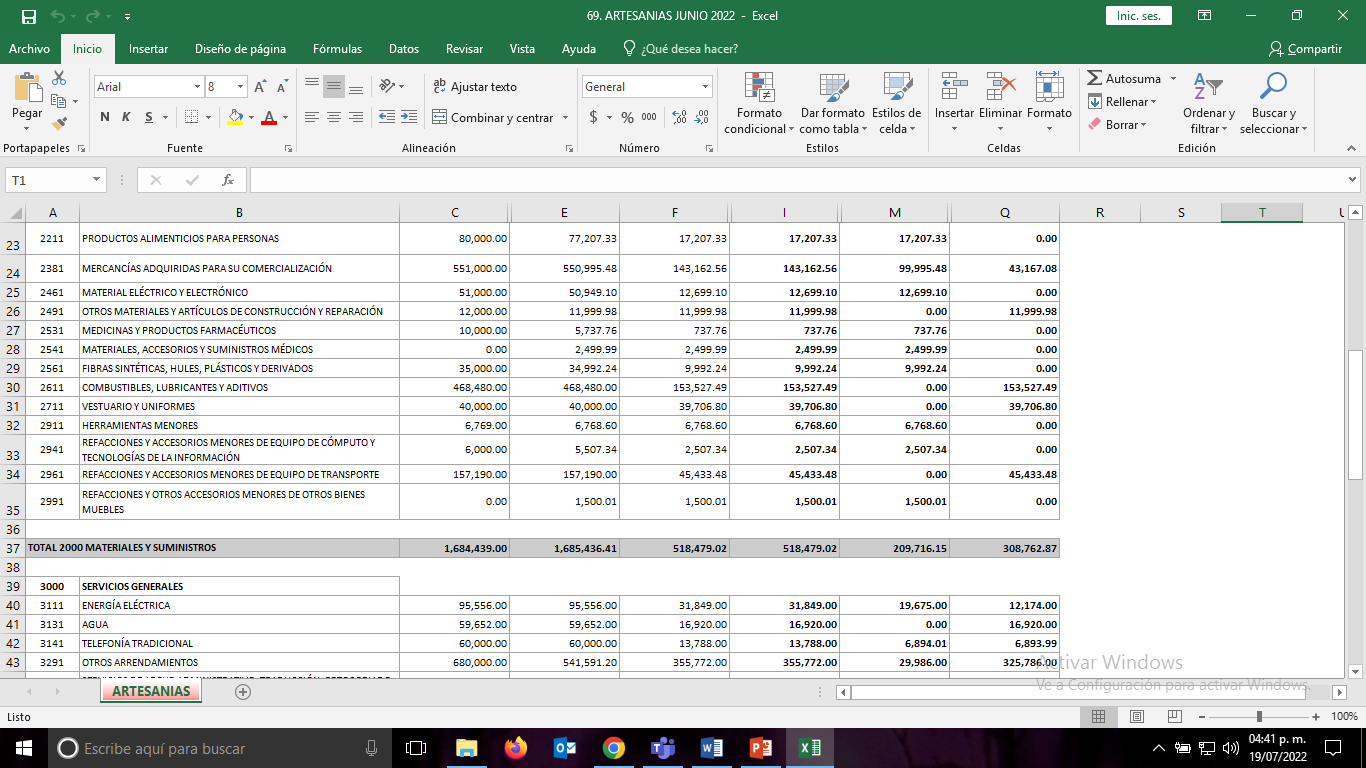 69. ARTESANIAS JUNIO 2022 - Excel
Inic. ses.
Archivo Inicio Insertar Diseño de página Fórmulas Datos Revisar Vista Ayuda ¿Qué desea hacer? Compartir
Pegar
Arial 8
N K S
Ajustar texto
Combinar y centrar
General
$ % 000
Formato condicional
Dar formato como tabla
Estilos de celda
Insertar Eliminar Formato
Autosuma
Rellenar
Borrar
Ordenar y filtrar
Buscar y seleccionar
Portapapeles Fuente Alineación Número Estilos Celdas Edición
T1 fx
A B C E F I M Q R S T U
23 2211 PRODUCTOS ALIMENTICIOS PARA PERSONAS 80,000.00 77,207.33 17,207.33 17,207.33 17,207.33 0.00
24 2381 MERCANCÍAS ADQUIRIDAS PARA SU COMERCIALIZACIÓN 551,000.00 550,995.48 143,162.56 143,162.56 99,995.48 43,167.08
25 2461 MATERIAL ELÉCTRICO Y ELECTRÓNICO 51,000.00 50,949.10 12,699.10 12,699.10 12,699.10 0.00
26 2491 OTROS MATERIALES Y ARTÍCULOS DE CONSTRUCCIÓN Y REPARACIÓN 12,000.00 11,999.98 11,999.98 11,999.98 0.00 11,999.98
27 2531 MEDICINAS Y PRODUCTOS FARMACÉUTICOS 10,000.00 5,737.76 737.76 737.76 737.76 0.00
28 2541 MATERIALES, ACCESORIOS Y SUMINISTROS MÉDICOS 0.00 2,499.99 2,499.99 2,499.99 2,499.99 0.00
29 2561 FIBRAS SINTÉTICAS, HULES, PLÁSTICOS Y DERIVADOS 35,000.00 34,992.24 9,992.24 9,992.24 9,992.24 0.00
30 2611 COMBUSTIBLES, LUBRICANTES Y ADITIVOS 468,480.00 468,480.00 153,527.49 153,527.49 0.00 153,527.49
31 2711 VESTUARIO Y UNIFORMES 40,000.00 40,000.00 39,706.80 39,706.80 0.00 39,706.80
32 2911 HERRAMIENTAS MENORES 6,769.00 6,768.60 6,768.60 6,768.60 6,768.60 0.00
33 2941 REFACCIONES Y ACCESORIOS MENORES DE EQUIPO DE CÓMPUTO Y
TECNOLOGÍAS DE LA INFORMACIÓN 6,000.00 5,507.34 2,507.34 2,507.34 2,507.34 0.00
34 2961 REFACCIONES Y ACCESORIOS MENORES DE EQUIPO DE TRANSPORTE 157,190.00 157,190.00 45,433.48 45,433.48 0.00 45,433.48
35 2991 REFACCIONES Y OTROS ACCESORIOS MENORES DE OTROS BIENES
MUEBLES 0.00 1,500.01 1,500.01 1,500.01 1,500.01 0.00
36
37 TOTAL 2000 MATERIALES Y SUMINISTROS 1,684,439.00 1,685,436.41 518,479.02 518,479.02 209,716.15 308,762.87
38
39 3000 SERVICIOS GENERALES
40 3111 ENERGÍA ELÉCTRICA 95,556.00 95,556.00 31,849.00 31,849.00 19,675.00 12,174.00
41 3131 AGUA 59,652.00 59,652.00 16,920.00 16,920.00 0.00 16,920.00
42 3141 TELEFONÍA TRADICIONAL 60,000.00 60,000.00 13,788.00 13,788.00 6,894.01 6,893.99
43 3291 OTROS ARRENDAMIENTOS 680,000.00 541,591.20 355,772.00 355,772.00 29,986.00 325,786.00
Activar Windows
Ve a Configuración para activar Windows.
ARTESANIAS
Listo 100%
Escribe aquí para buscar
04:41 p. m.
19/07/2022